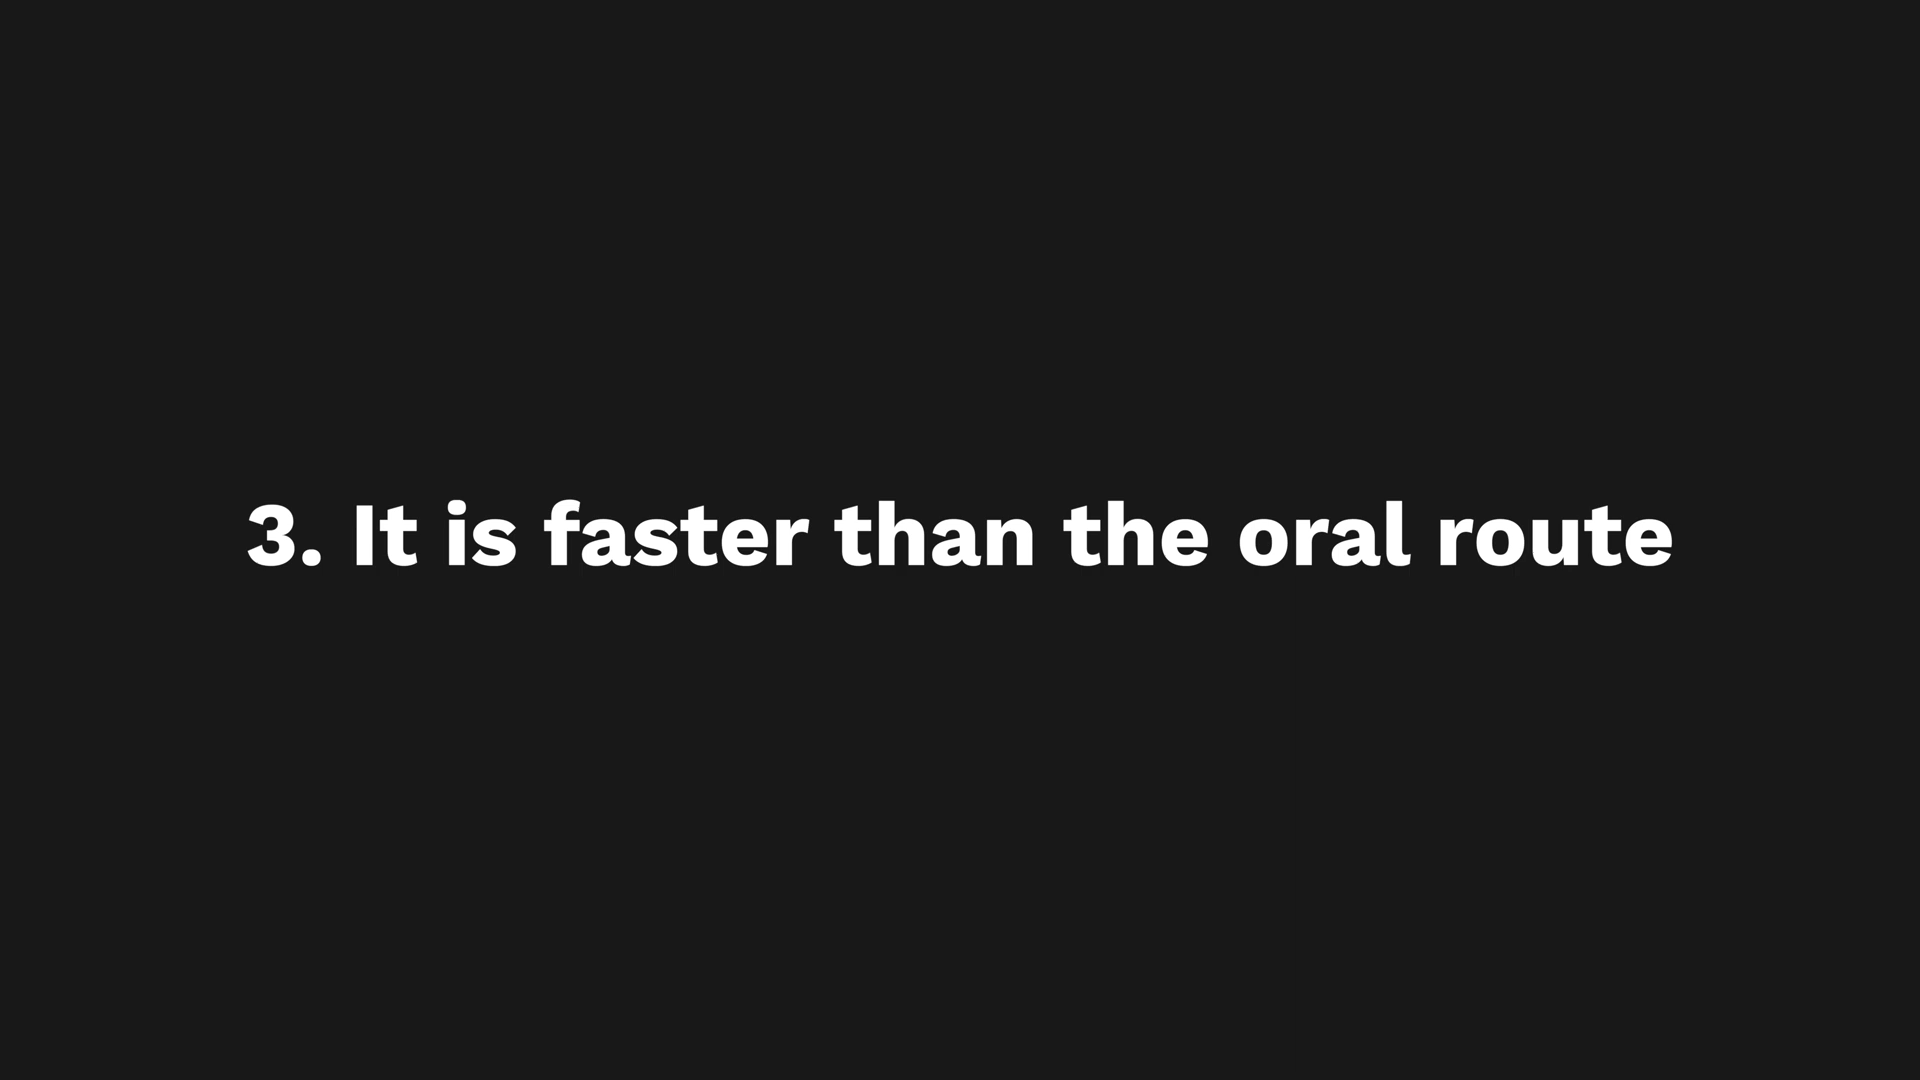 3. It is faster than the oral route